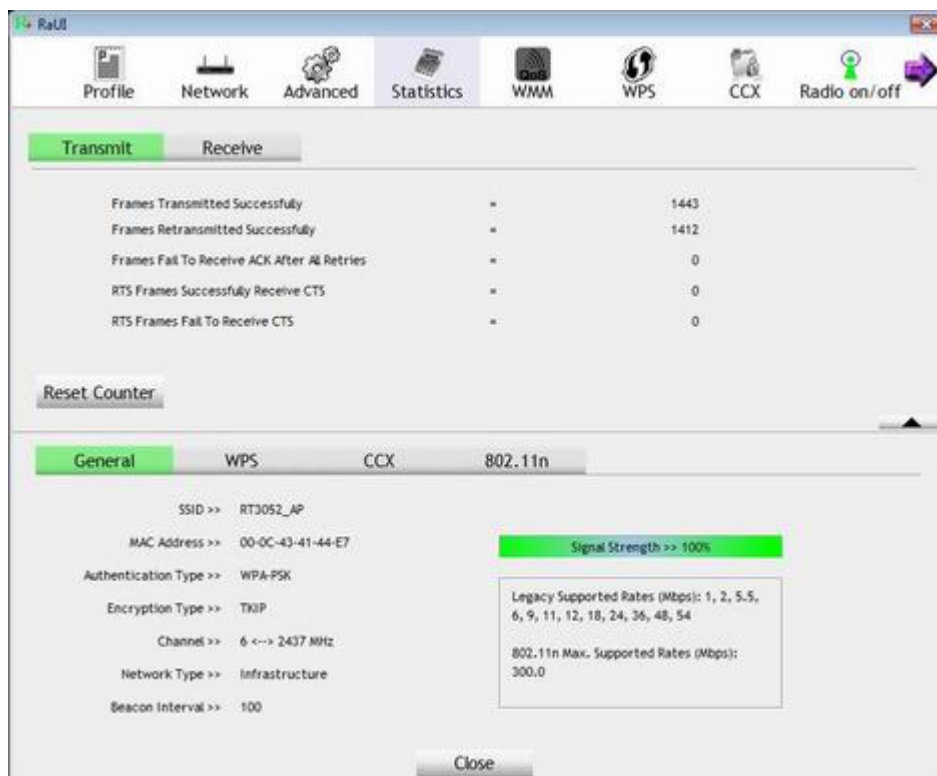 RaUI
Profile Network Advanced Statistics QoS WMM WPS CCX Radio on/off
Transmit Receive
Frames Transmitted Successfully = 1443
Frames Retransmitted Successfully = 1412
Frames Fail To Receive ACK After All Retries = 0
RTS Frames Successfully Receive CTS = 0
RTS Frames Fail To Receive CTS = 0
Reset Counter
General WPS CCX 802.11n
SSID >> RT3052_AP
MAC Address >> 00-0C-43-41-44-E7
Authentication Type >> WPA-PSK
Encryption Type >> TKIP
Channel >> 6 <--> 2437 MHz
Network Type >> Infrastructure
Beacon Interval >> 100
Signal Strength >> 100%
Legacy Supported Rates (Mbps): 1, 2, 5.5,
6, 9, 11, 12, 18, 24, 36, 48, 54
802.11n Max. Supported Rates (Mbps):
300.0
Close